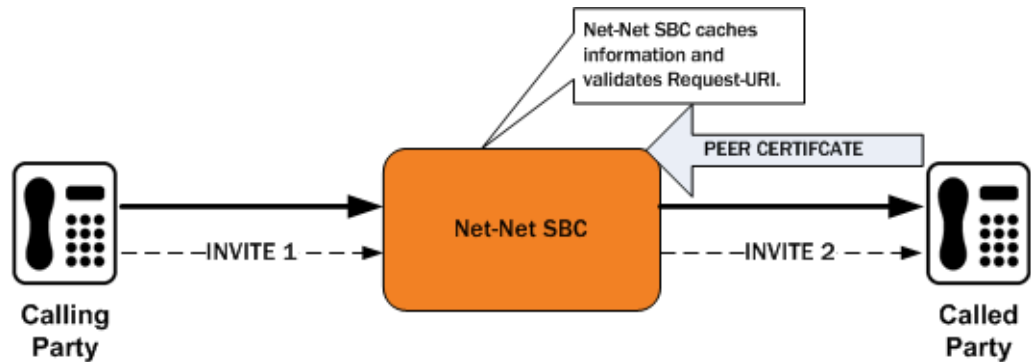 Net-Net SBC caches
information and
validates Request-URI.
PEER CERTIFCATE
Net-Net SBC
INVITE 1
INVITE 2
Calling
Party
Called
Party